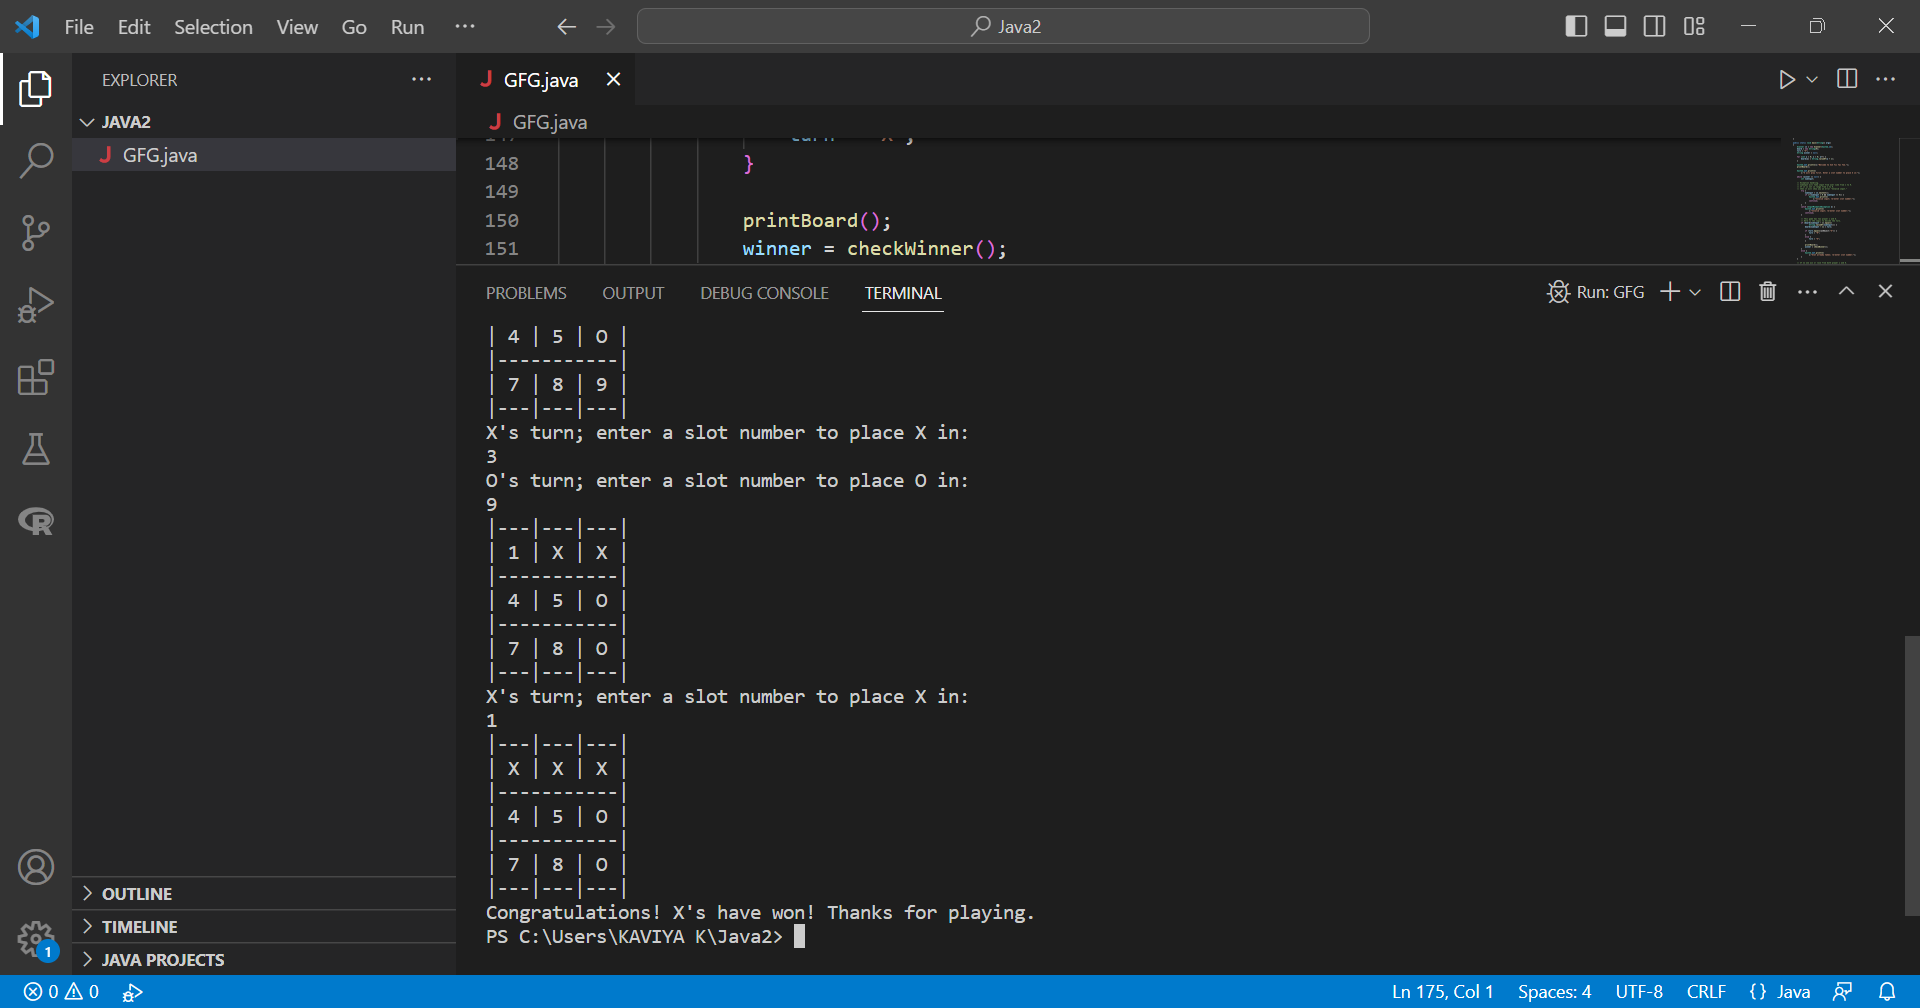 File Edit Selection View Go Run ··· Java2
EXPLORER ···
JAVA2
GFG.java
GFG.java
GFG.java
148 }
149
150 printBoard();
151 winner = checkWinner();
PROBLEMS OUTPUT DEBUG CONSOLE TERMINAL Run: GFG
| 4 | 5 | O |
|-----------|
| 7 | 8 | 9 |
|---|---|---|
X's turn; enter a slot number to place X in:
3
O's turn; enter a slot number to place O in:
9
|---|---|---|
| 1 | X | X |
|-----------|
| 4 | 5 | O |
|-----------|
| 7 | 8 | O |
|---|---|---|
X's turn; enter a slot number to place X in:
1
|---|---|---|
| X | X | X |
|-----------|
| 4 | 5 | O |
|-----------|
| 7 | 8 | O |
|---|---|---|
Congratulations! X's have won! Thanks for playing.
PS C:\Users\KAVIYA K\Java2>
OUTLINE
TIMELINE
JAVA PROJECTS
1
0 0 Ln 175, Col 1 Spaces: 4 UTF-8 CRLF {} Java